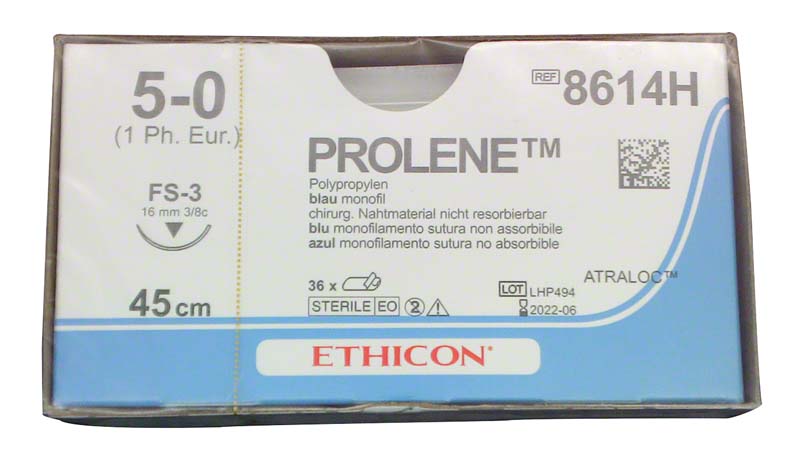 5-0
(1 Ph. Eur.)
FS-3
16 mm 3/8c
45 cm
REF 8614H
PROLENE™
Polypropylen
blau monofil
chirurg. Nahtmaterial nicht resorbierbar
blu monofilamento sutura non assorbibile
azul monofilamento sutura no absorbible
36 x
STERILE EO 2
LOT LHP494
2022-06
ATRALOC™
ETHICON®